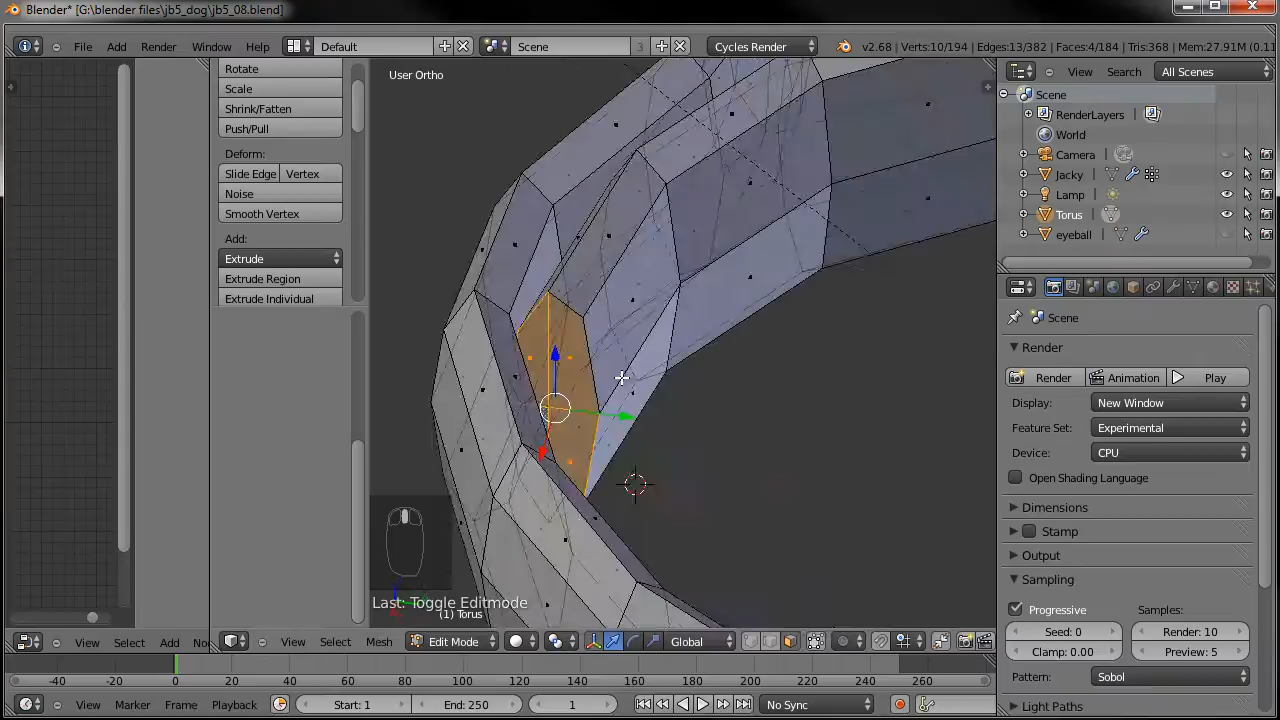 Blender* [G:\blender files\jb5_dog\jb5_08.blend]
File Add Render Window Help Default Scene 3 Cycles Render v2.68 | Verts:10/194 | Edges:13/382 | Faces:4/184 | Tris:368 | Mem:27.91M (0.11
Rotate
Scale
Shrink/Fatten
Push/Pull
Deform:
Slide Edge Vertex
Noise
Smooth Vertex
Add:
Extrude
Extrude Region
Extrude Individual
User Ortho
Last: Toggle Editmode
(1) Torus
View Search All Scenes
Scene
RenderLayers
World
Camera
Jacky
Lamp
Torus
eyeball
Scene
Render
Render Animation Play
Display: New Window
Feature Set: Experimental
Device: CPU
Open Shading Language
Dimensions
Stamp
Output
Sampling
Progressive Samples:
Seed: 0 Render: 10
Clamp: 0.00 Preview: 5
Pattern: Sobol
Light Paths
View Select Add No View Select Mesh Edit Mode Global
-40 -20 0 20 40 60 80 100 120 140 160 180 200 220 240 260
View Marker Frame Playback Start: 1 End: 250 1 No Sync